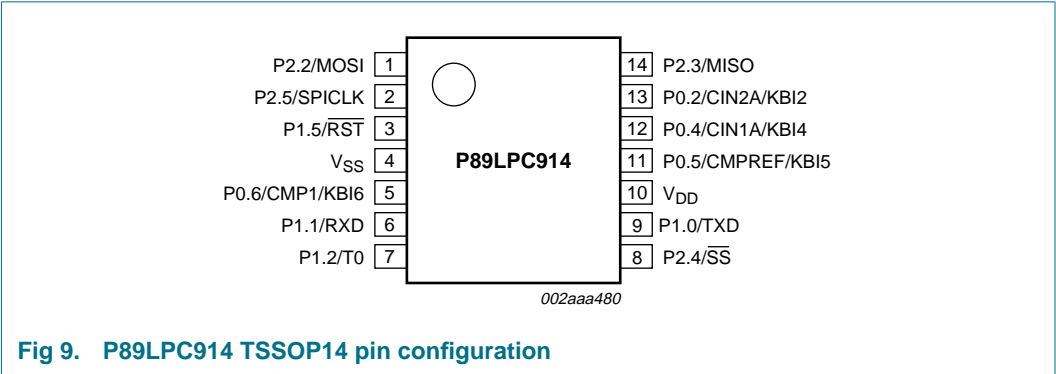 P2.2/MOSI 1
P2.5/SPICLK 2
P1.5/R̅S̅T̅ 3
VSS 4
P0.6/CMP1/KBI6 5
P1.1/RXD 6
P1.2/T0 7
P89LPC914
14 P2.3/MISO
13 P0.2/CIN2A/KBI2
12 P0.4/CIN1A/KBI4
11 P0.5/CMPREF/KBI5
10 VDD
9 P1.0/TXD
8 P2.4/S̅S̅
002aaa480
Fig 9. P89LPC914 TSSOP14 pin configuration